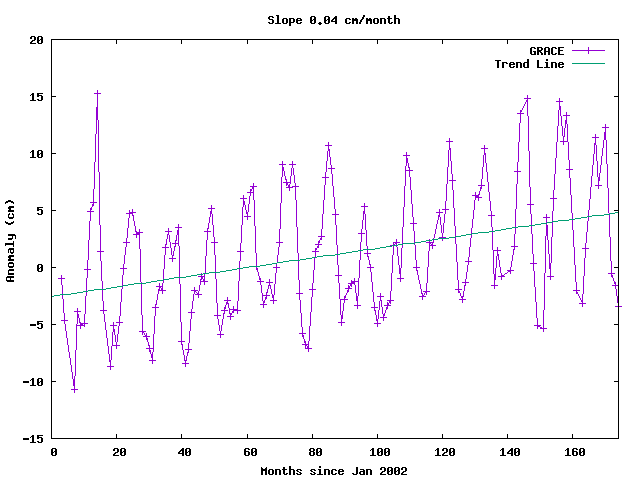 Slope 0.04 cm/month
GRACE
Trend Line
20
15
10
5
0
-5
-10
-15
Anomaly (cm)
0 20 40 60 80 100 120 140 160
Months since Jan 2002